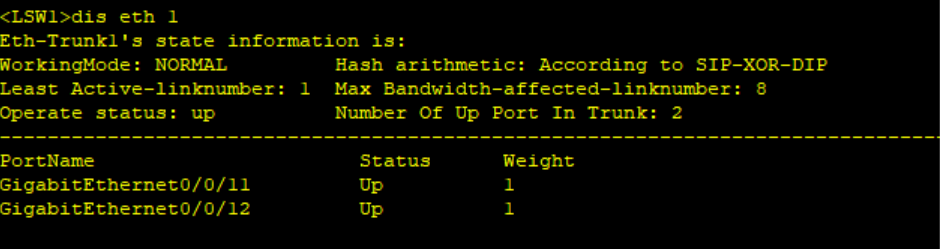 <LSW1>dis eth 1
Eth-Trunk1's state information is:
WorkingMode: NORMAL Hash arithmetic: According to SIP-XOR-DIP
Least Active-linknumber: 1 Max Bandwidth-affected-linknumber: 8
Operate status: up Number Of Up Port In Trunk: 2
--------------------------------------------------------------------------------
PortName Status Weight
GigabitEthernet0/0/11 Up 1
GigabitEthernet0/0/12 Up 1